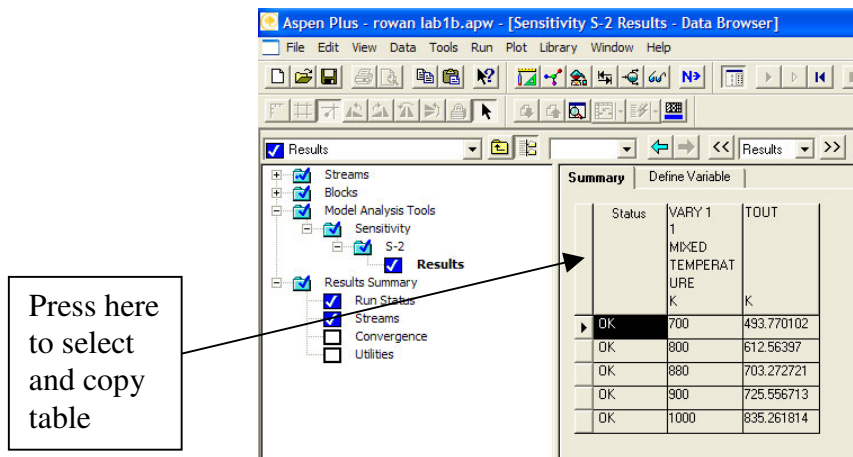 Aspen Plus - rowan lab1b.apw - [Sensitivity S-2 Results - Data Browser]
File Edit View Data Tools Run Plot Library Window Help
N>
Results
Results
<<
>>
Streams
Blocks
Model Analysis Tools
Sensitivity
S-2
Results
Results Summary
Run Status
Streams
Convergence
Utilities
Press here
to select
and copy
table
Summary Define Variable
Status VARY 1 TOUT
1
MIXED
TEMPERAT
URE
K K
OK 700 493.770102
OK 800 612.56397
OK 880 703.272721
OK 900 725.556713
OK 1000 835.261814